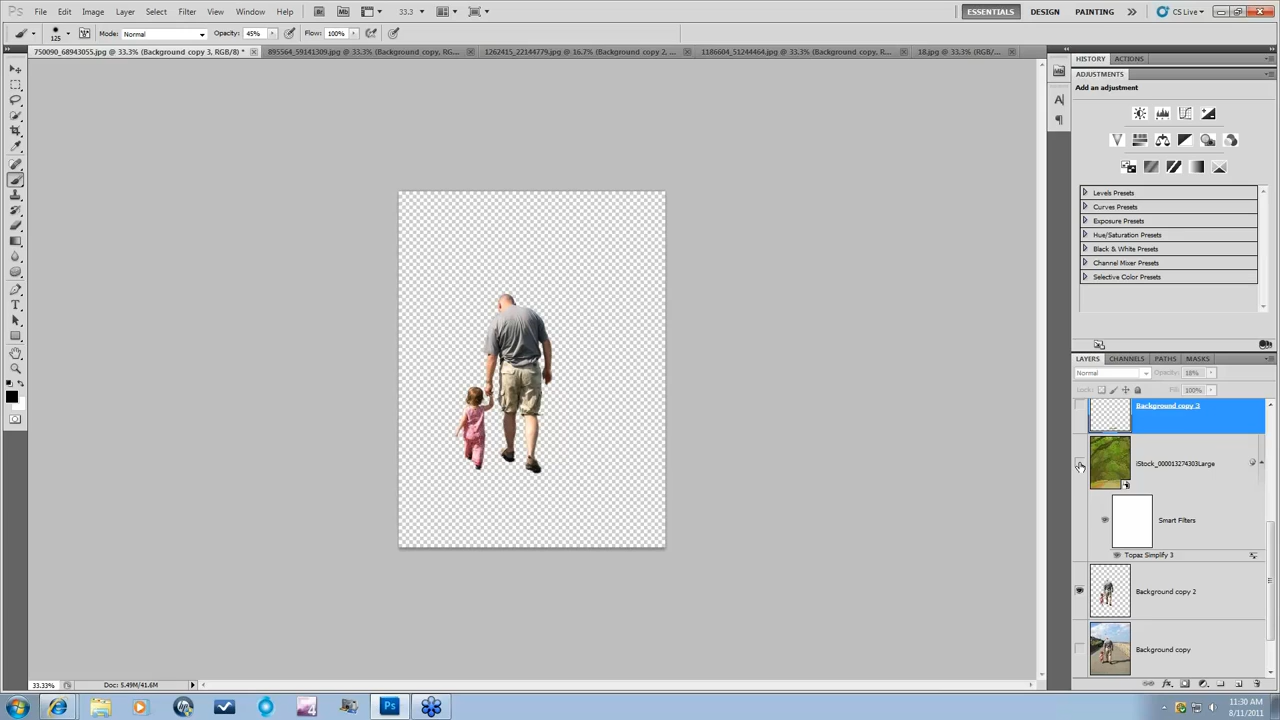 File Edit Image Layer Select Filter Analysis 3D View Window Help 33.3 ESSENTIALS DESIGN PAINTING CS Live
125 Mode: Normal Opacity: 45% Flow: 100%
750090_68943055.jpg @ 33.3% (Background copy 3, RGB/8) * 895564_59141309.jpg @ 33.3% (Background copy, RG... 1262415_22144779.jpg @ 16.7% (Background copy 2, ... 1186604_51244464.jpg @ 33.3% (Background copy, R... 18.jpg @ 33.3% (RGB/...
HISTORY ACTIONS
ADJUSTMENTS
Add an adjustment
Levels Presets
Curves Presets
Exposure Presets
Hue/Saturation Presets
Black & White Presets
Channel Mixer Presets
Selective Color Presets
LAYERS CHANNELS PATHS MASKS
Normal Opacity: 18%
Lock: Fill: 100%
Background copy 3
iStock_000013274303Large
Smart Filters
Topaz Simplify 3
Background copy 2
Background copy
33.33% Doc: 5.49M/41.6M
11:30 AM
8/11/2011